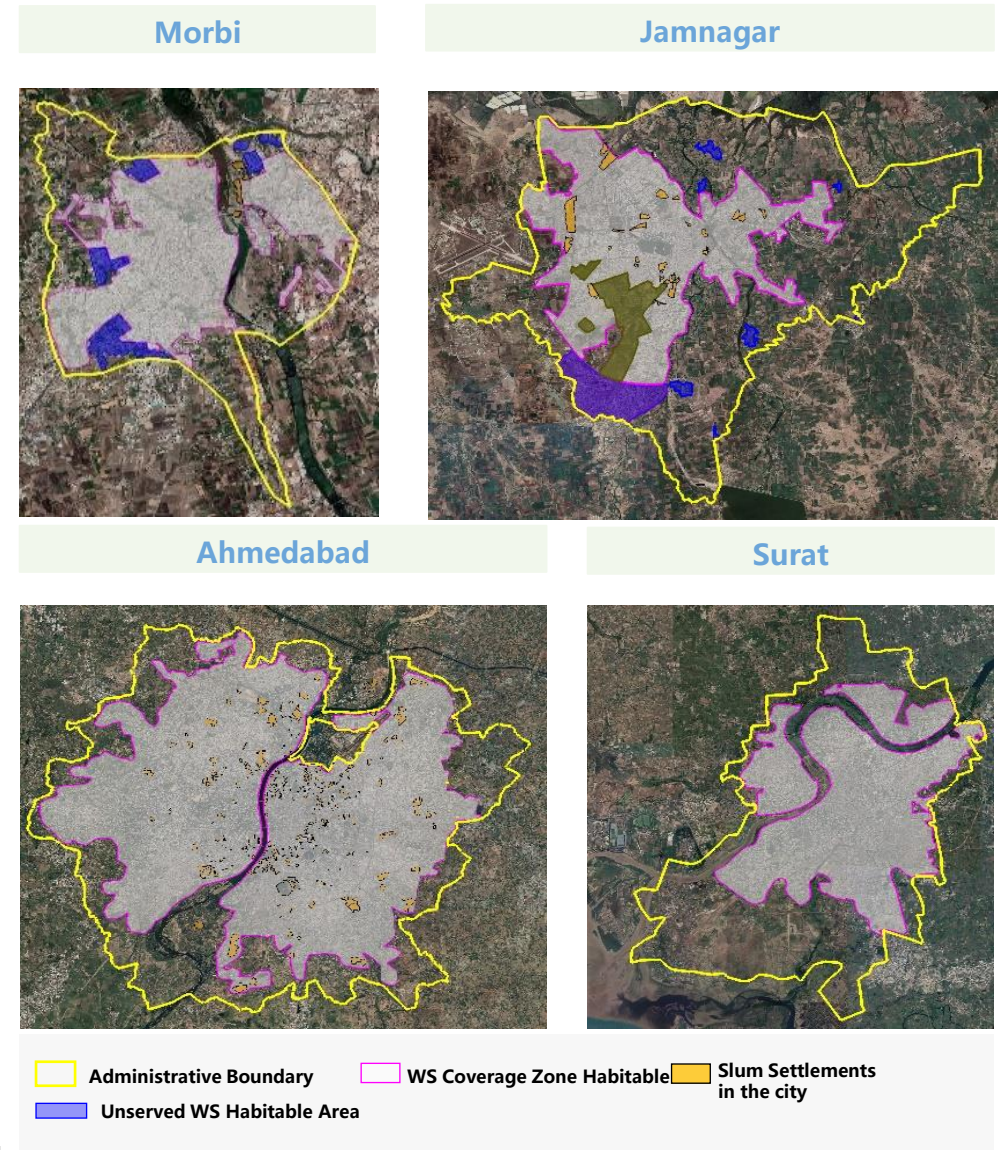 Morbi
Jamnagar
Ahmedabad
Surat
Administrative Boundary
WS Coverage Zone Habitable
Slum Settlements
in the city
Unserved WS Habitable Area